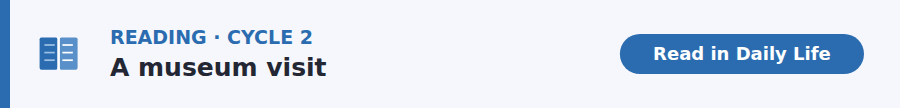 READING · CYCLE 2
A museum visit
Read in Daily Life